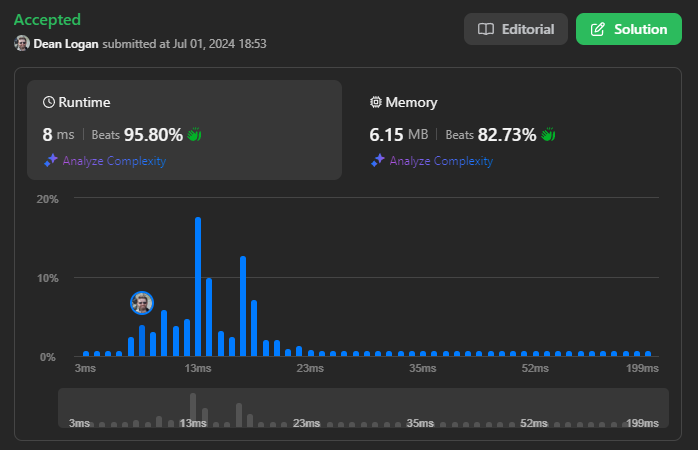 Accepted
Dean Logan submitted at Jul 01, 2024 18:53
Editorial
Solution
Runtime
8 ms | Beats 95.80%
Analyze Complexity
Memory
6.15 MB | Beats 82.73%
Analyze Complexity
20%
10%
0%
3ms 13ms 23ms 35ms 52ms 199ms
3ms 13ms 23ms 35ms 52ms 199ms